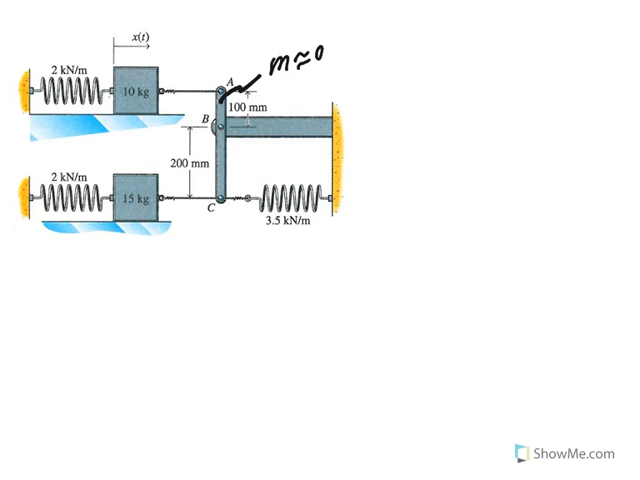 x(t)
m≈0
2 kN/m
10 kg
A
100 mm
B
200 mm
2 kN/m
15 kg
C
3.5 kN/m
ShowMe.com